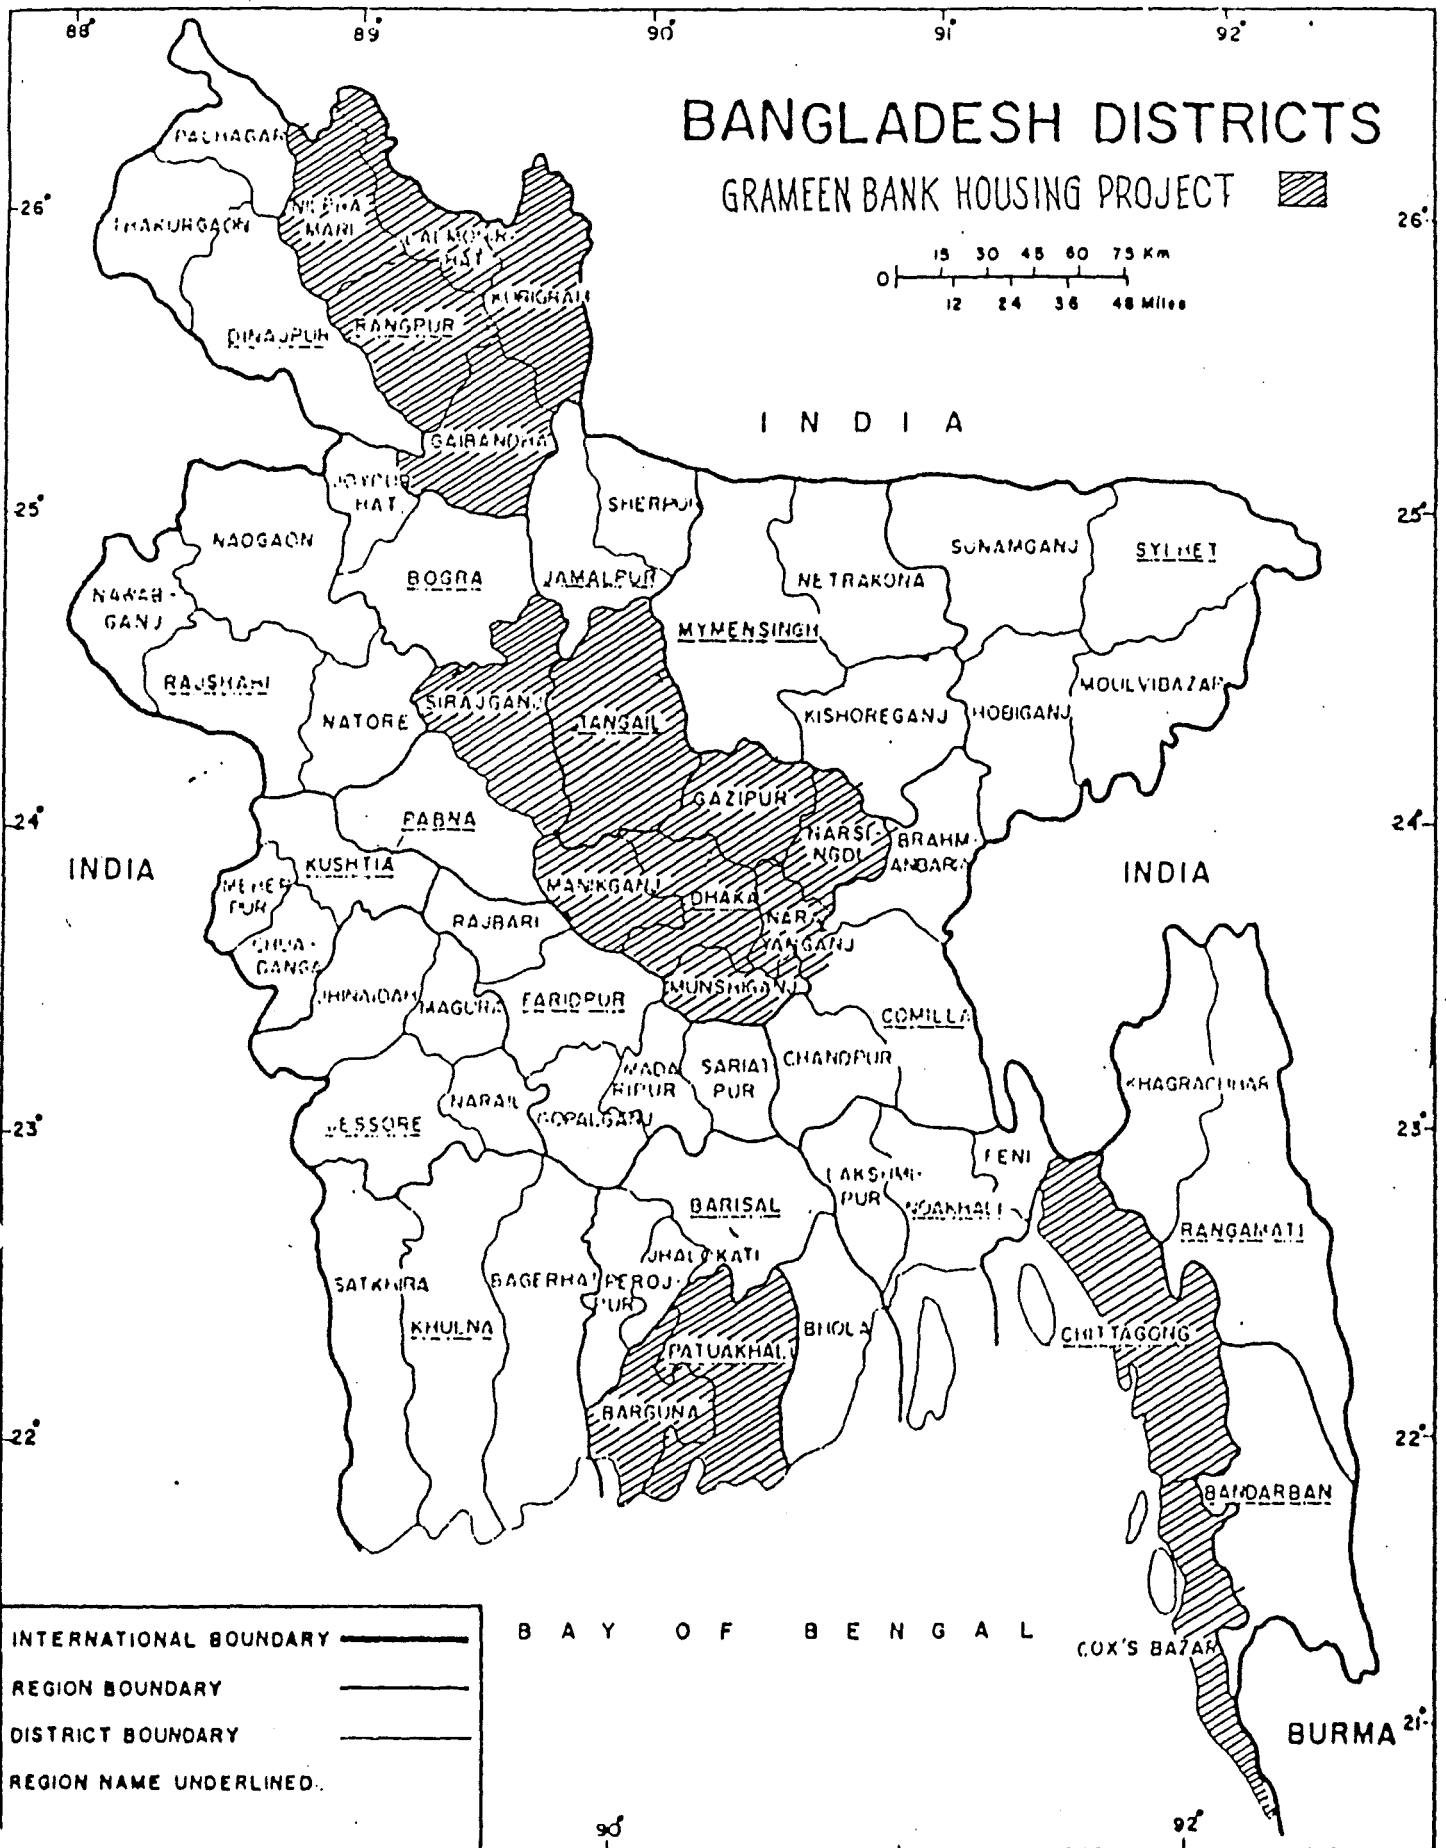 88° 89° 90° 91° 92°
BANGLADESH DISTRICTS
GRAMEEN BANK HOUSING PROJECT
26° 26°
15 30 45 60 75 Km
0
12 24 36 48 Miles
PACHAGAR
THAKURGAON
NILPHA
MARI
LALMONIR
HAT
KURIGRAM
DINAJPUR
RANGPUR
INDIA
GAIBANDHA
JOYPUR
HAT
25° 25°
SHERPUR
NAOGAON
SUNAMGANJ
SYLHET
BOGRA
JAMALPUR
NETRAKONA
NAWAB-
GANJ
MYMENSINGH
RAJSHAHI
MOULVIBAZAR
SIRAJGANJ
NATORE
TANGAIL
KISHOREGANJ
HOBIGANJ
GAZIPUR
24° 24°
PABNA
NARSI-
NGDI
BRAHM-
ANBARIA
INDIA
KUSHTIA
INDIA
MEHER
PUR
MANIKGANJ
DHAKA
RAJBARI
NARA
YANGANJ
CHUA-
DANGA
JHINAIDAH
MAGURA
FARIDPUR
MUNSHIGANJ
COMILLA
CHANDPUR
MADA
RIPUR
SARIAT
PUR
KHAGRACHHARI
NARAIL
GOPALGANJ
JESSORE
23° 23°
FENI
LAKSHMI-
PUR
BARISAL
NOAKHALI
RANGAMATI
JHALOKATI
SATKHIRA
BAGERHAT
PEROJ-
PUR
KHULNA
BHOLA
CHITTAGONG
PATUAKHALI
BARGUNA
22° 22°
BANDARBAN
BAY OF BENGAL
COX'S BAZAR
INTERNATIONAL BOUNDARY
REGION BOUNDARY
DISTRICT BOUNDARY
REGION NAME UNDERLINED.
BURMA 21°
90° 92°